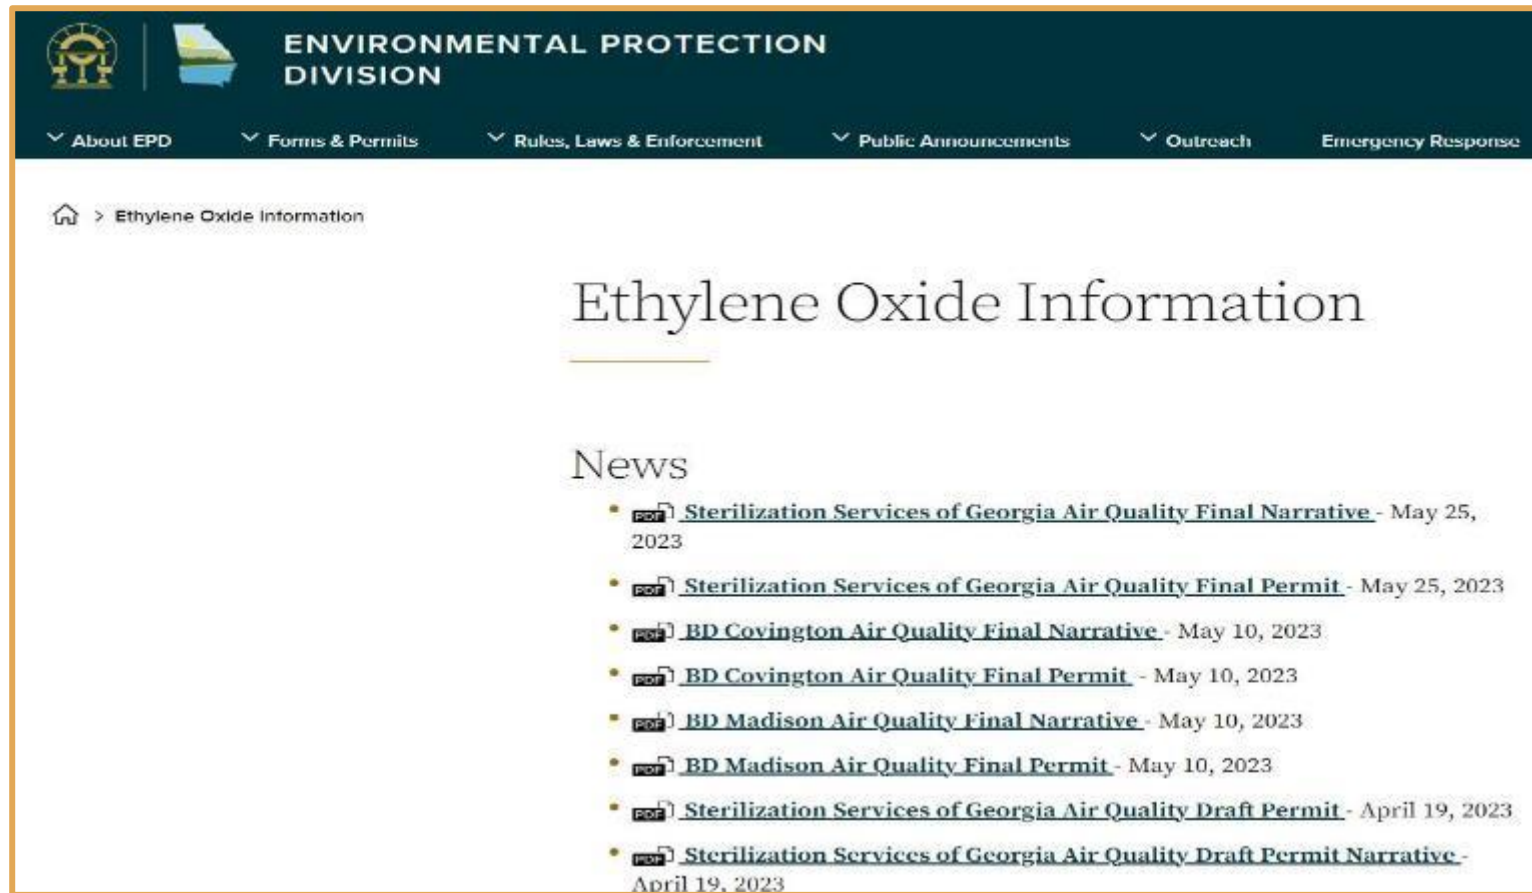 ENVIRONMENTAL PROTECTION
DIVISION
About EPD Forms & Permits Rules, Laws & Enforcement Public Announcements Outreach Emergency Response
> Ethylene Oxide Information
Ethylene Oxide Information
News
PDF Sterilization Services of Georgia Air Quality Final Narrative - May 25,
2023
PDF Sterilization Services of Georgia Air Quality Final Permit - May 25, 2023
PDF BD Covington Air Quality Final Narrative - May 10, 2023
PDF BD Covington Air Quality Final Permit - May 10, 2023
PDF BD Madison Air Quality Final Narrative - May 10, 2023
PDF BD Madison Air Quality Final Permit - May 10, 2023
PDF Sterilization Services of Georgia Air Quality Draft Permit - April 19, 2023
PDF Sterilization Services of Georgia Air Quality Draft Permit Narrative -
April 19, 2023